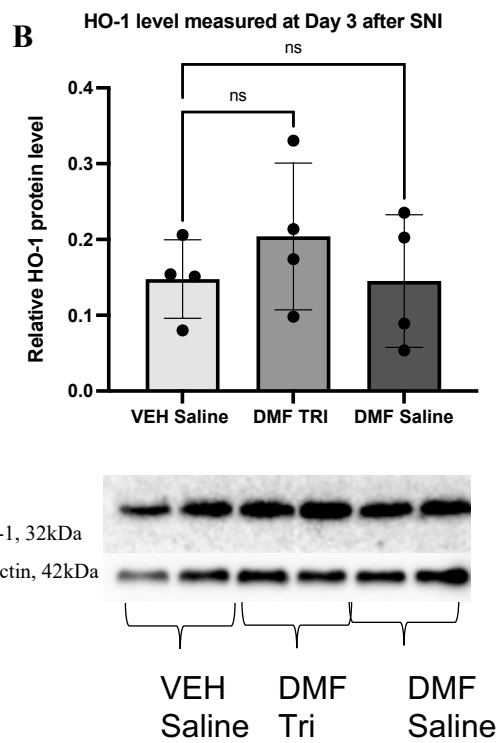 HO-1 level measured at Day 3 after SNI
B
ns
ns
Relative HO-1 protein level
0.4
0.3
0.2
0.1
0.0
VEH Saline DMF TRI DMF Saline
-1, 32kDa
ctin, 42kDa
VEH DMF DMF
Saline Tri Saline